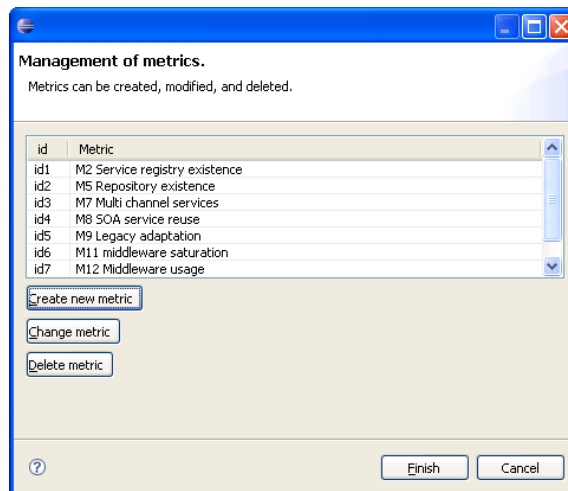 Management of metrics.
Metrics can be created, modified, and deleted.
id Metric
id1 M2 Service registry existence
id2 M5 Repository existence
id3 M7 Multi channel services
id4 M8 SOA service reuse
id5 M9 Legacy adaptation
id6 M11 middleware saturation
id7 M12 Middleware usage
Create new metric
Change metric
Delete metric
? Finish Cancel